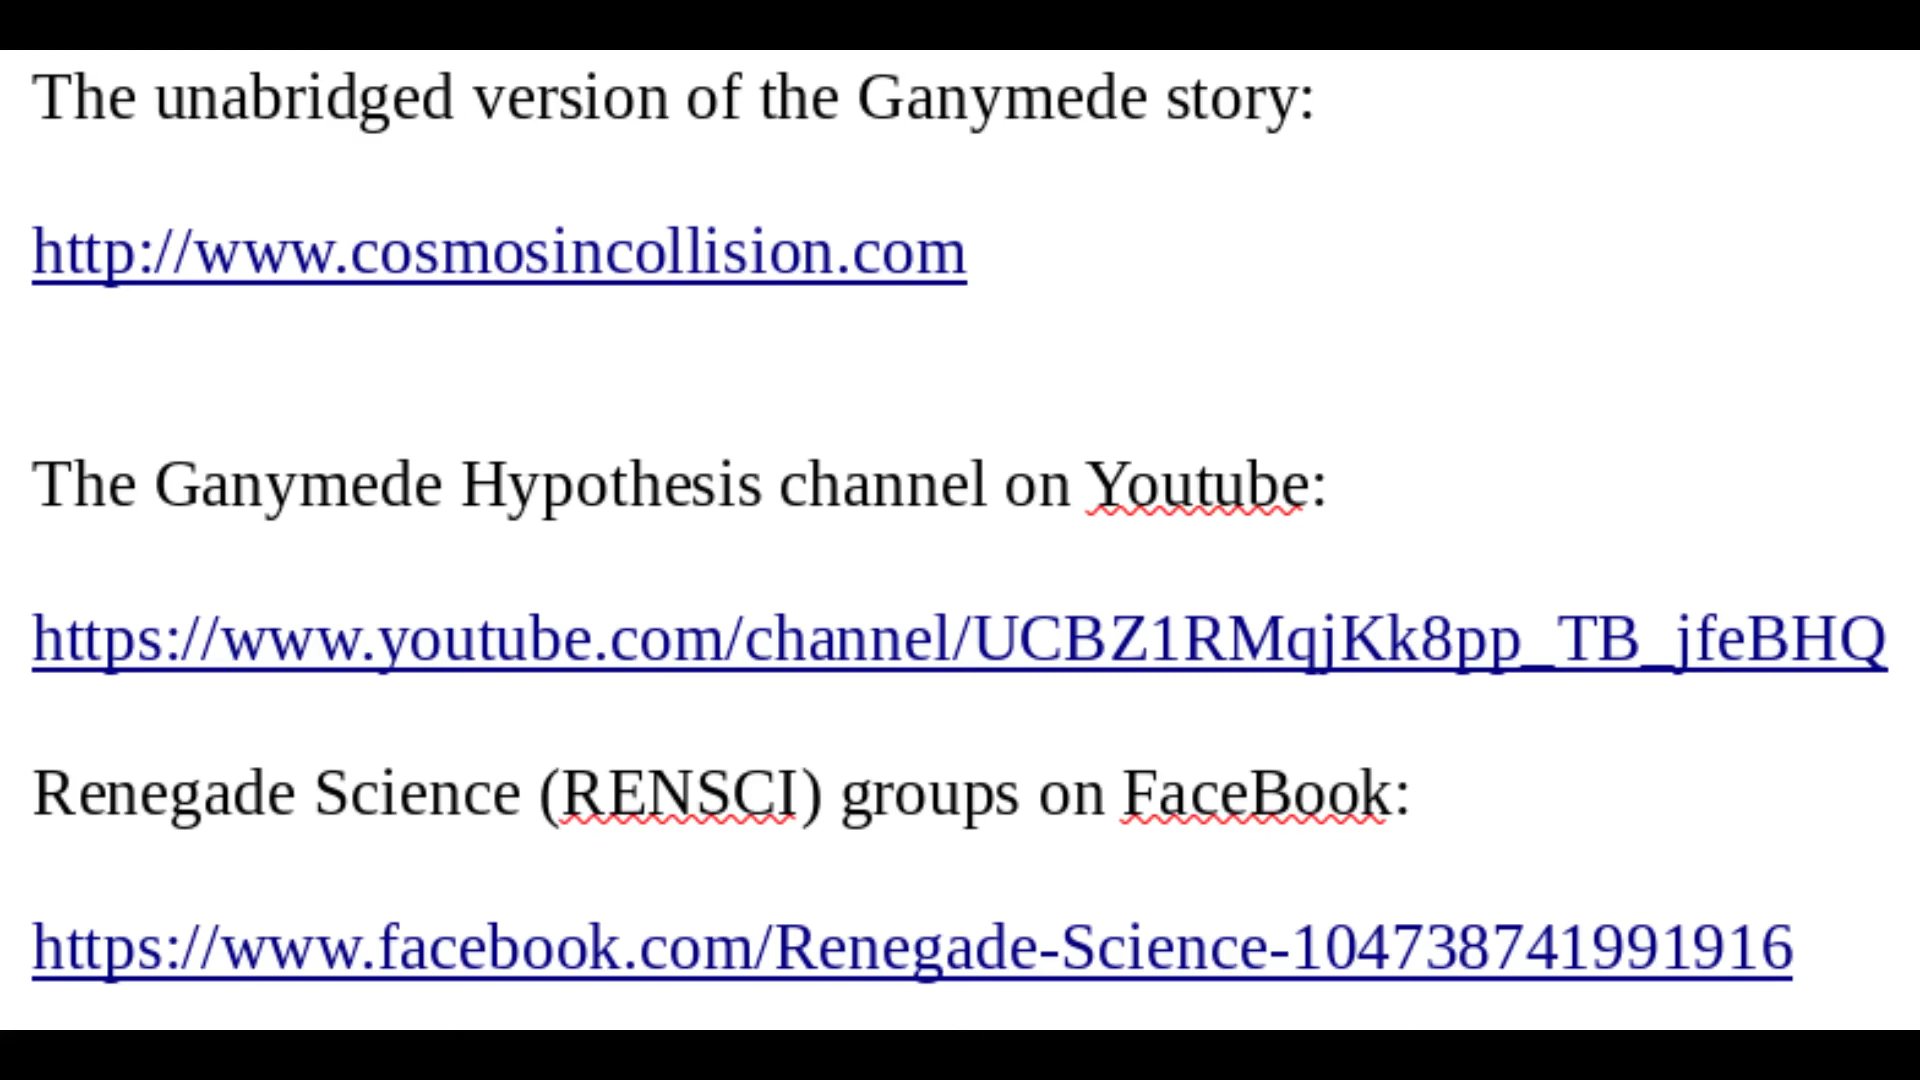 The unabridged version of the Ganymede story:
http://www.cosmosincollision.com
The Ganymede Hypothesis channel on Youtube:
https://www.youtube.com/channel/UCBZ1RMqjKk8pp_TB_jfeBHQ
Renegade Science (RENSCI) groups on FaceBook:
https://www.facebook.com/Renegade-Science-104738741991916